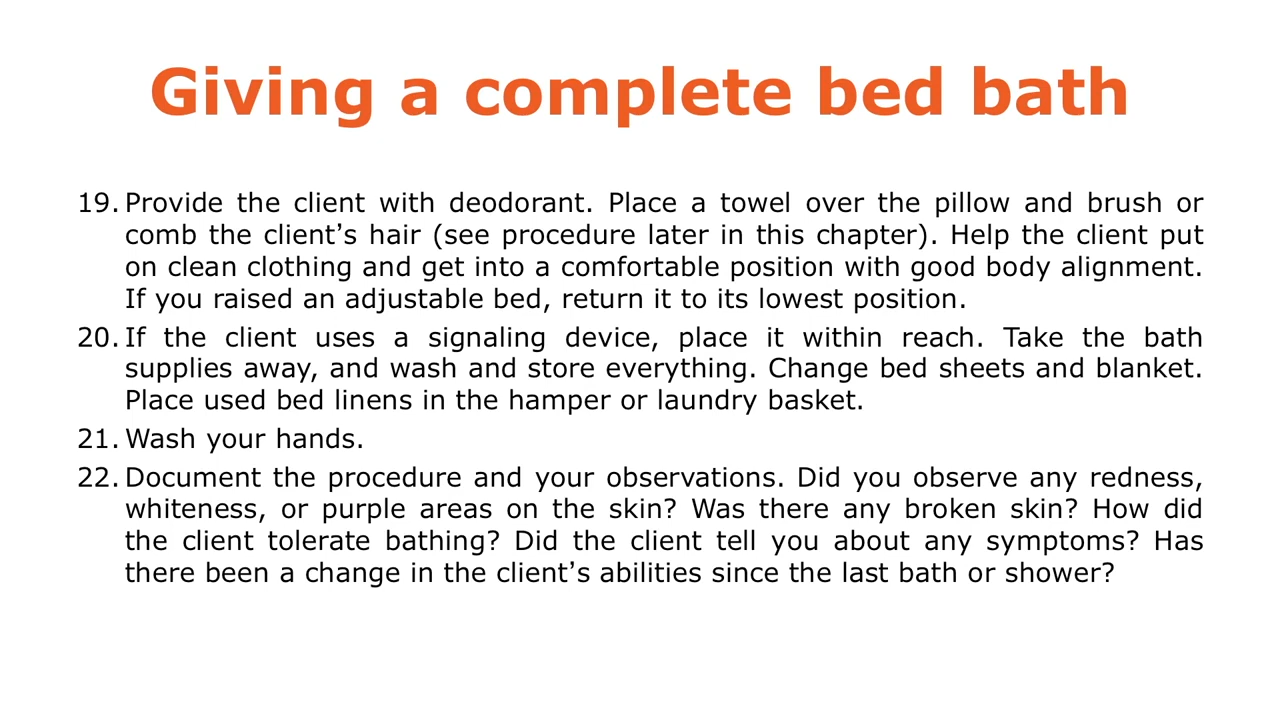 Giving a complete bed bath
19. Provide the client with deodorant. Place a towel over the pillow and brush or
comb the client’s hair (see procedure later in this chapter). Help the client put
on clean clothing and get into a comfortable position with good body alignment.
If you raised an adjustable bed, return it to its lowest position.
20. If the client uses a signaling device, place it within reach. Take the bath
supplies away, and wash and store everything. Change bed sheets and blanket.
Place used bed linens in the hamper or laundry basket.
21. Wash your hands.
22. Document the procedure and your observations. Did you observe any redness,
whiteness, or purple areas on the skin? Was there any broken skin? How did
the client tolerate bathing? Did the client tell you about any symptoms? Has
there been a change in the client’s abilities since the last bath or shower?